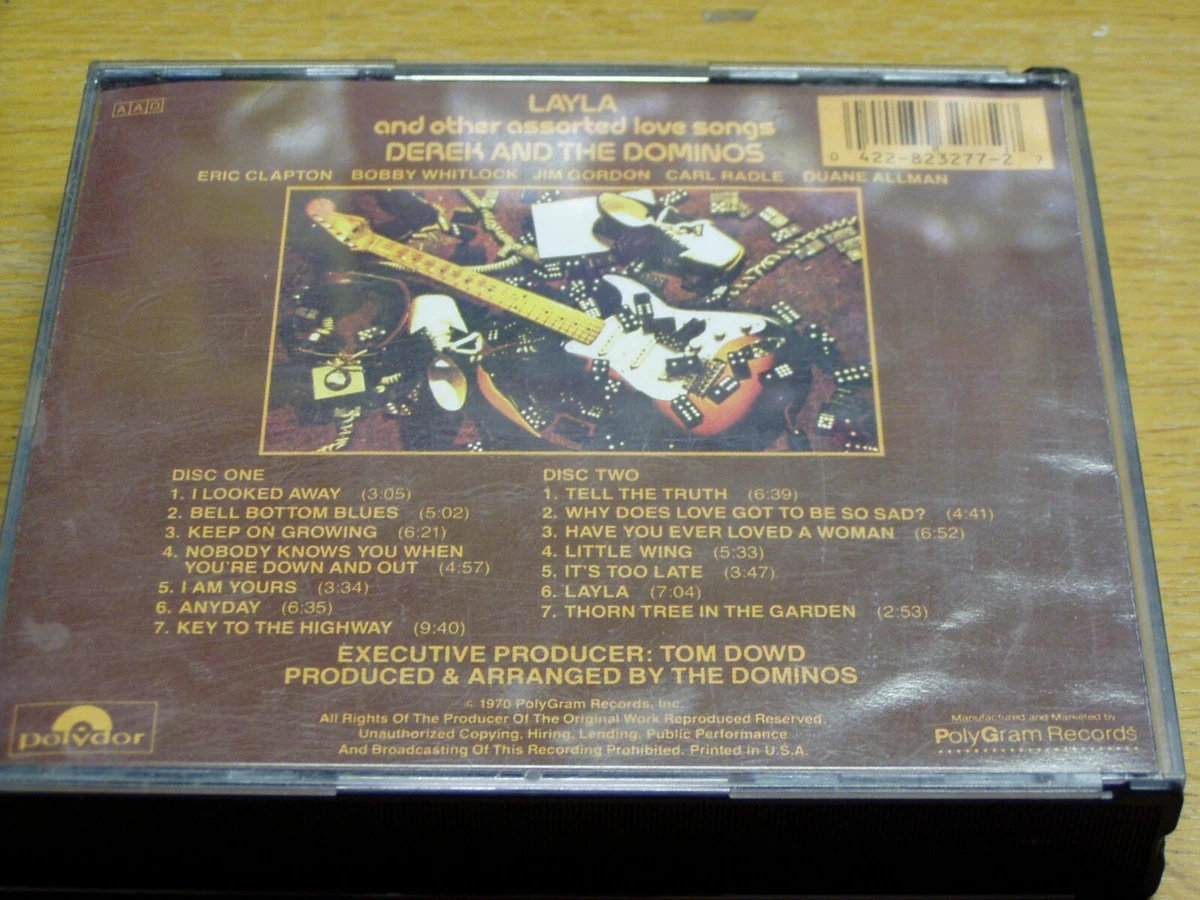 AAD
LAYLA
and other assorted love songs
DEREK AND THE DOMINOS
0 422-823277-2 7
ERIC CLAPTON BOBBY WHITLOCK JIM GORDON CARL RADLE DUANE ALLMAN
DISC ONE
1. I LOOKED AWAY (3:05)
2. BELL BOTTOM BLUES (5:02)
3. KEEP ON GROWING (6:21)
4. NOBODY KNOWS YOU WHEN
YOU'RE DOWN AND OUT (4:57)
5. I AM YOURS (3:34)
6. ANYDAY (6:35)
7. KEY TO THE HIGHWAY (9:40)
DISC TWO
1. TELL THE TRUTH (6:39)
2. WHY DOES LOVE GOT TO BE SO SAD? (4:41)
3. HAVE YOU EVER LOVED A WOMAN (6:52)
4. LITTLE WING (5:33)
5. IT'S TOO LATE (3:47)
6. LAYLA (7:04)
7. THORN TREE IN THE GARDEN (2:53)
EXECUTIVE PRODUCER: TOM DOWD
PRODUCED & ARRANGED BY THE DOMINOS
© 1970 PolyGram Records, Inc.
All Rights Of The Producer Of The Original Work Reproduced Reserved.
Unauthorized Copying, Hiring, Lending, Public Performance
And Broadcasting Of This Recording Prohibited. Printed in U.S.A.
polydor
Manufactured and Marketed by
PolyGram Records